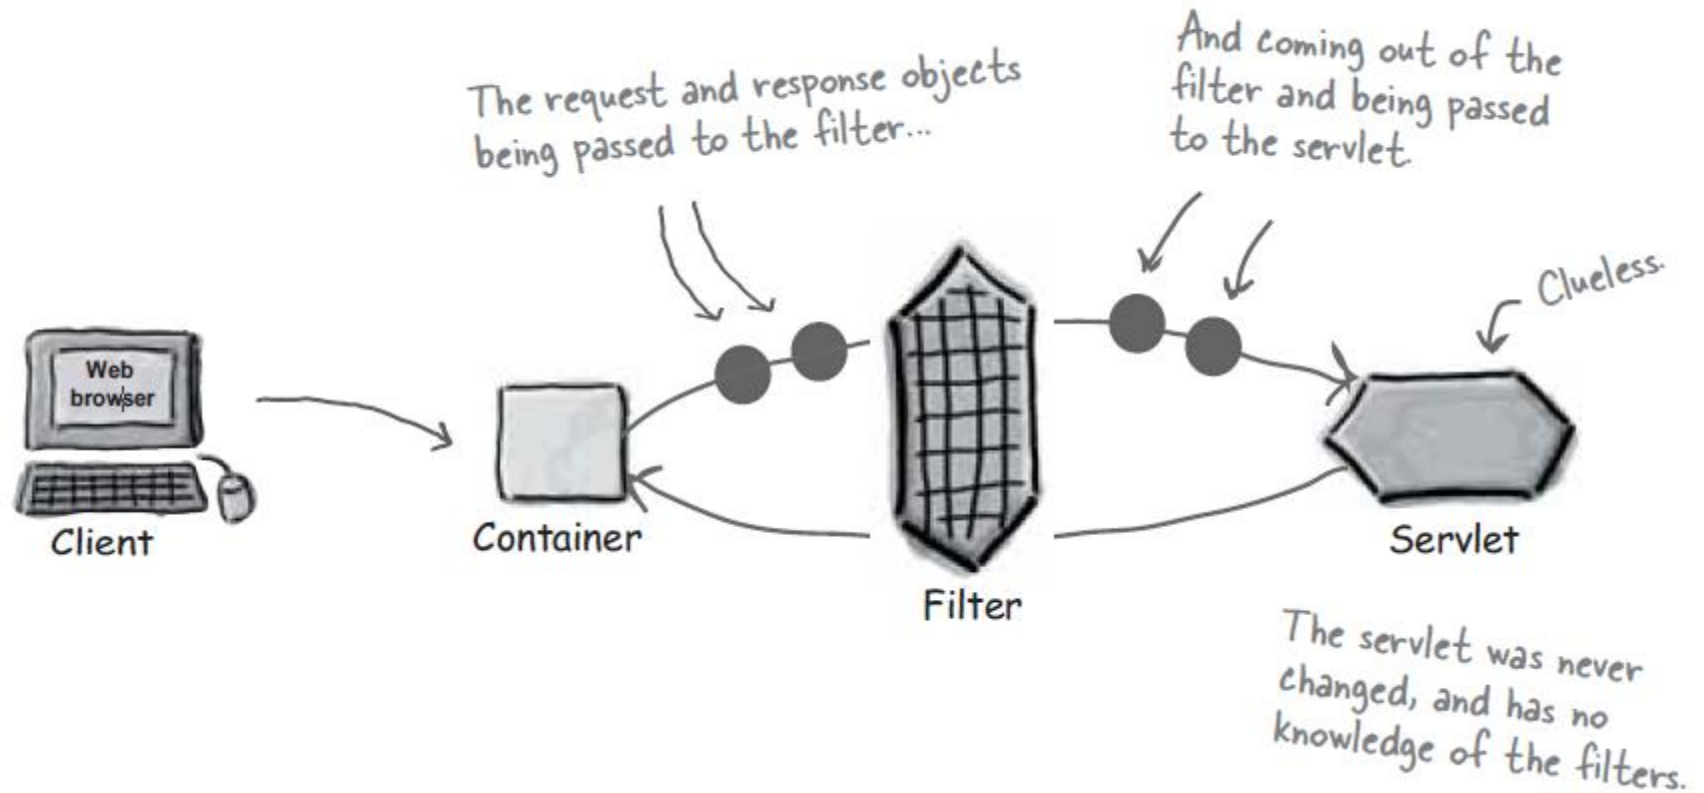 The request and response objects
being passed to the filter...
And coming out of the
filter and being passed
to the servlet.
Clueless.
Web
browser
Client
Container
Filter
Servlet
The servlet was never
changed, and has no
knowledge of the filters.